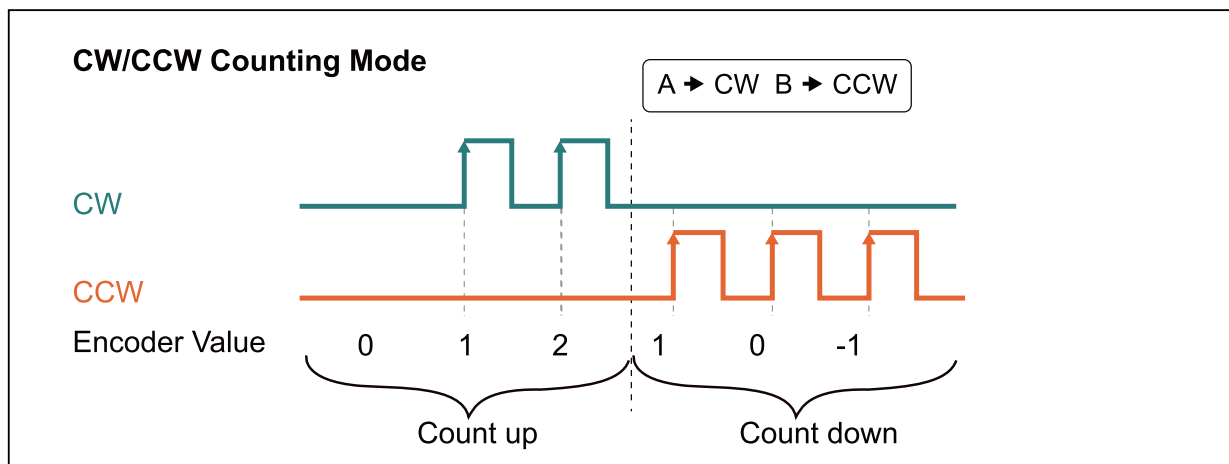 CW/CCW Counting Mode
A → CW B → CCW
CW
CCW
Encoder Value 0 1 2 1 0 -1
Count up Count down